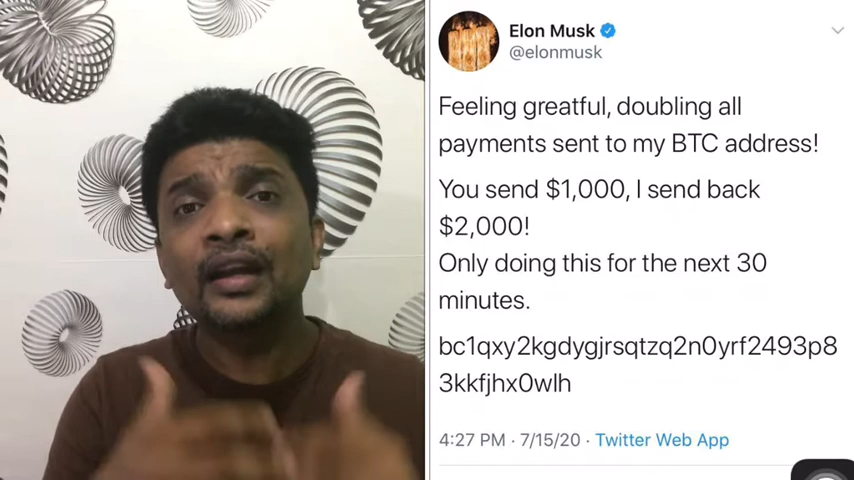 Elon Musk
@elonmusk
Feeling greatful, doubling all
payments sent to my BTC address!
You send $1,000, I send back
$2,000!
Only doing this for the next 30
minutes.
bc1qxy2kgdygjrsqtzq2n0yrf2493p8
3kkfjhx0wlh
4:27 PM · 7/15/20 · Twitter Web App